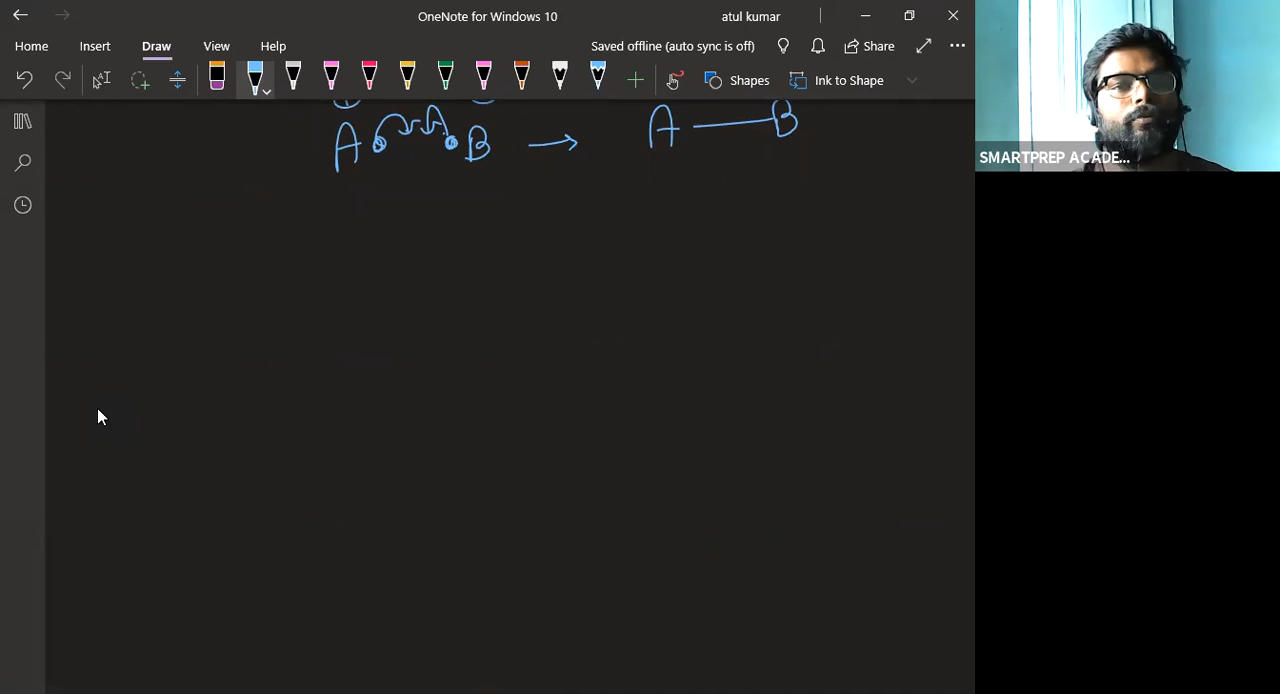 OneNote for Windows 10
atul kumar
Home Insert Draw View Help
Saved offline (auto sync is off)
Share
Shapes
Ink to Shape
A B → A B
SMARTPREP ACADE...